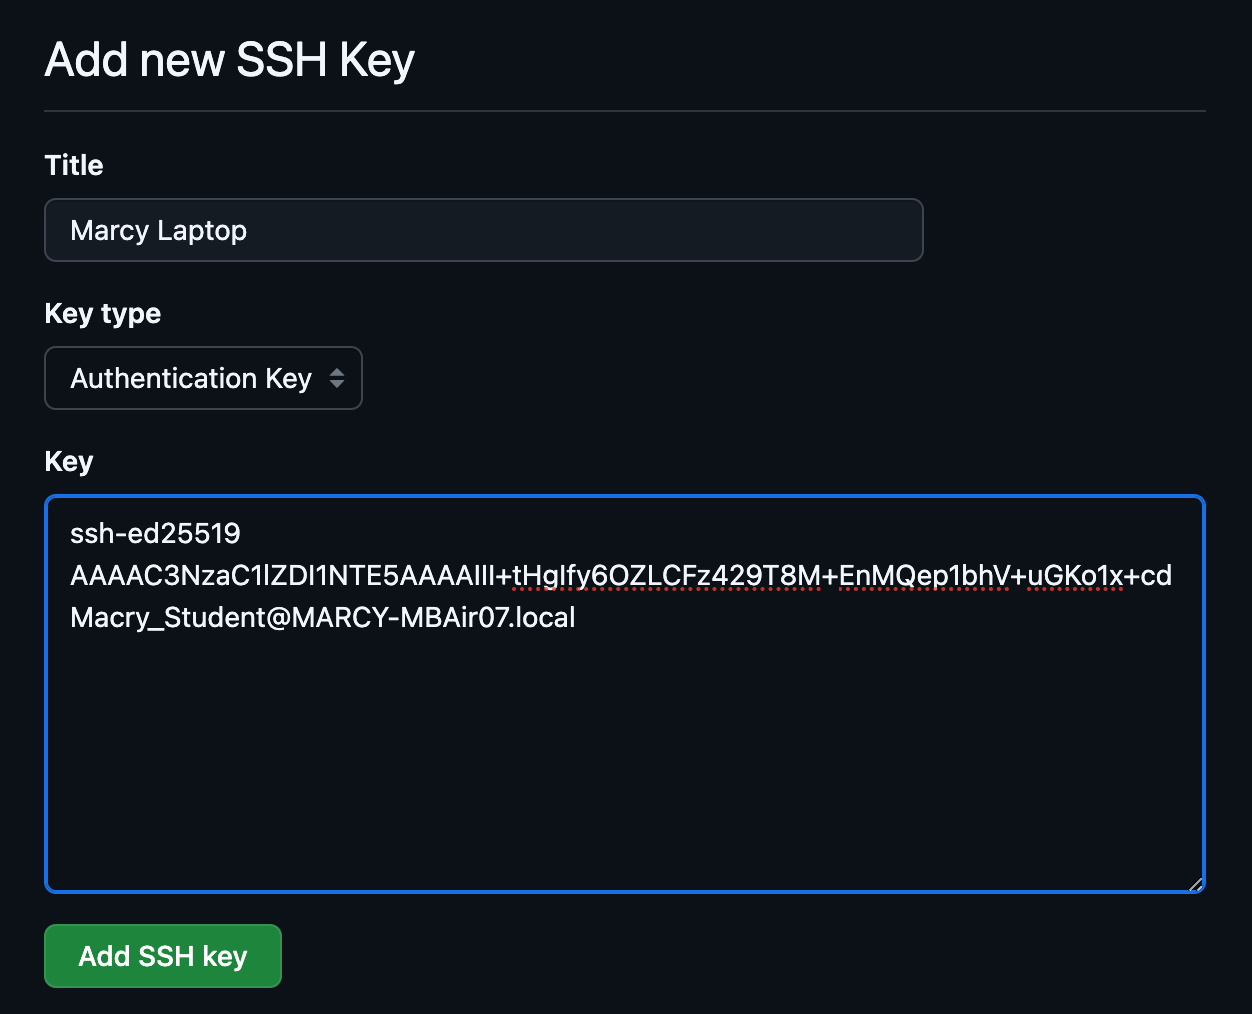 Add new SSH Key
Title
Marcy Laptop
Key type
Authentication Key
Key
ssh-ed25519
AAAAC3NzaC1lZDI1NTE5AAAAIIl+tHgIfy6OZLCFz429T8M+EnMQep1bhV+uGKo1x+cd
Macry_Student@MARCY-MBAir07.local
Add SSH key